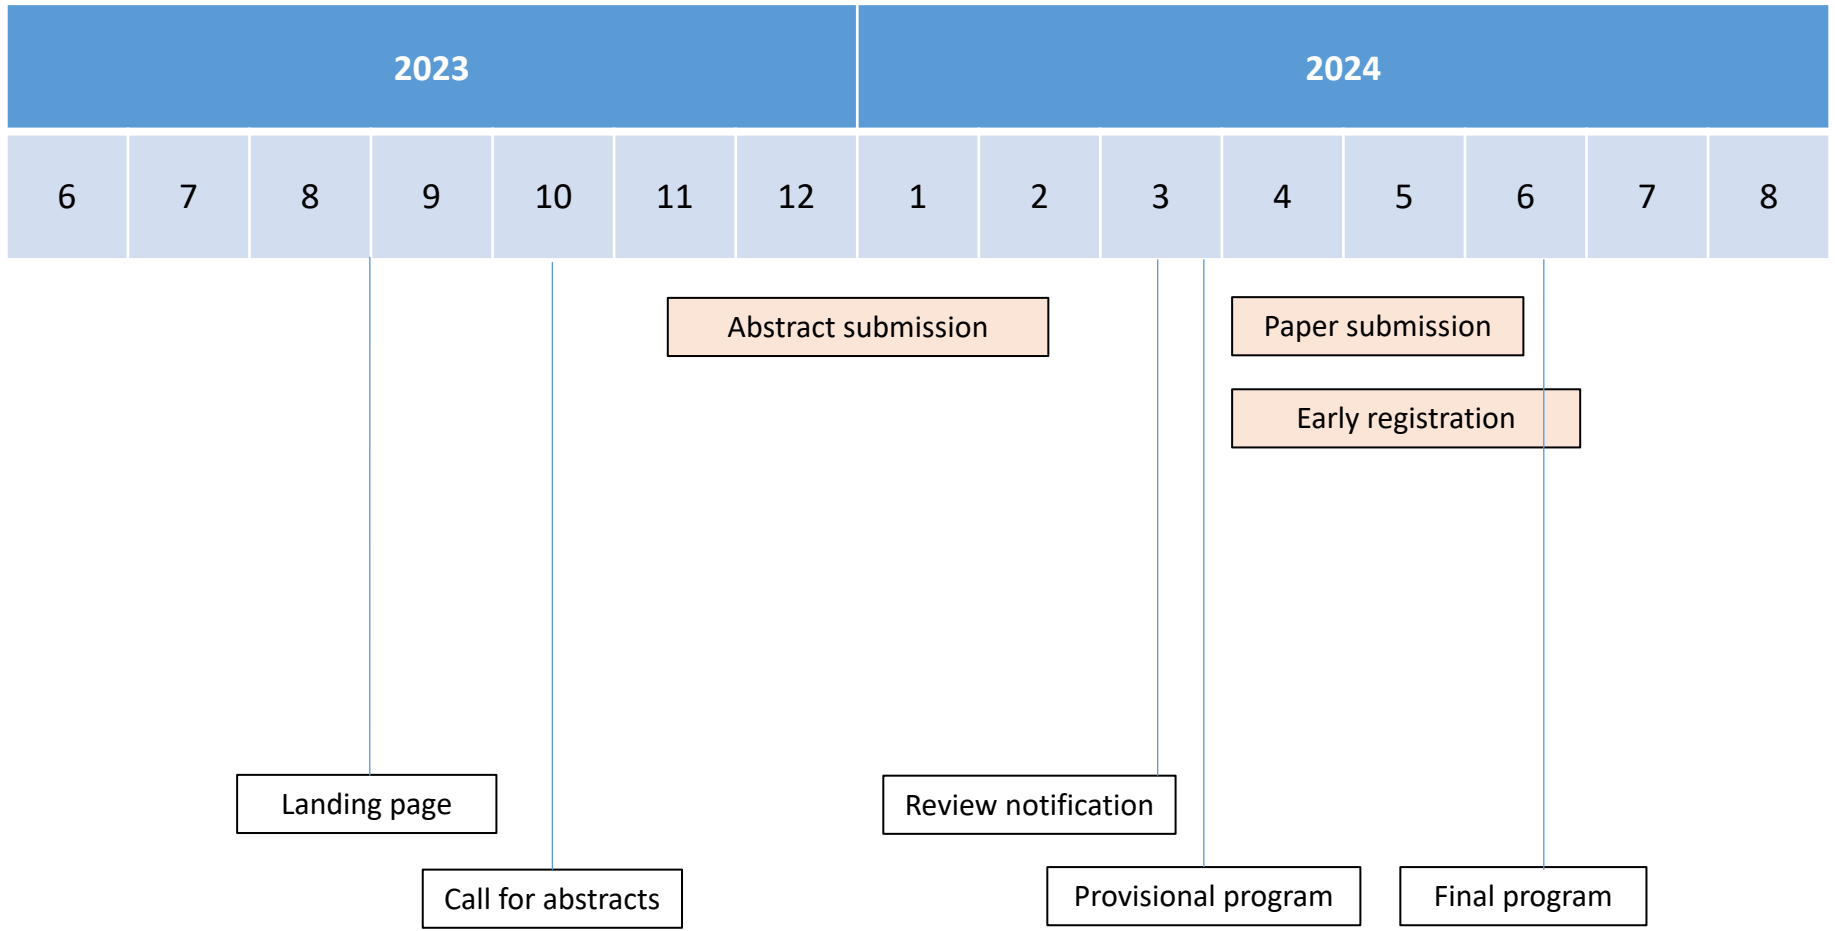 2023 2024
6 7 8 9 10 11 12 1 2 3 4 5 6 7 8
Abstract submission Paper submission
Early registration
Landing page Review notification
Call for abstracts Provisional program Final program